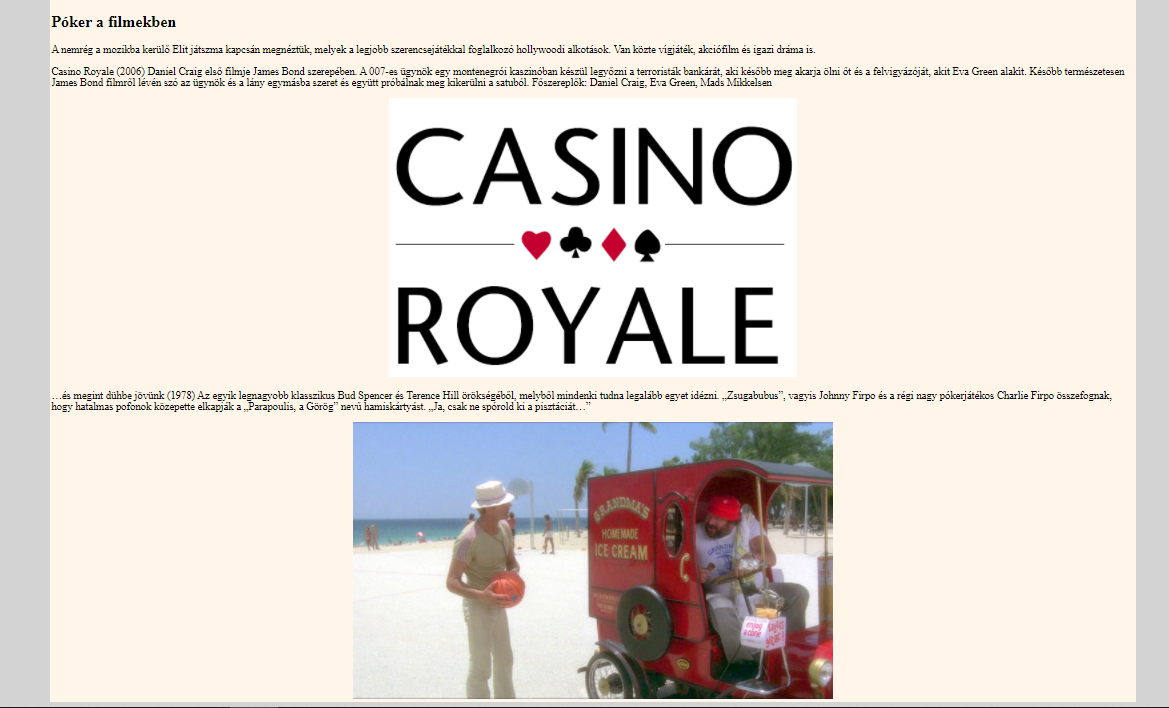 Póker a filmekben
A nemrég a mozikba kerülő Elit játszma kapcsán megnéztük, melyek a legjobb szerencsejátékkal foglalkozó hollywoodi alkotások. Van közte vígjáték, akciófilm és igazi dráma is.
Casino Royale (2006) Daniel Craig első filmje James Bond szerepében. A 007-es ügynök egy montenegrói kaszinóban készül legyőzni a terroristák bankárát, aki később meg akarja ölni őt és a felvigyázóját, akit Eva Green alakít. Később természetesen
James Bond filmről lévén szó az ügynök és a lány egymásba szeret és együtt próbálnak meg kikerülni a satuból. Főszereplők: Daniel Craig, Eva Green, Mads Mikkelsen
CASINO
ROYALE
…és megint dühbe jövünk (1978) Az egyik legnagyobb klasszikus Bud Spencer és Terence Hill örökségéből, melyből mindenki tudna legalább egyet idézni. „Zsugabubus”, vagyis Johnny Firpo és a régi nagy pókerjátékos Charlie Firpo összefognak,
hogy hatalmas pofonok közepette elkapják a „Parapoulis, a Görög” nevű hamiskártyást. „Ja, csak ne spórold ki a pisztáciát…”
GRANDMA'S
HOMEMADE
ICE CREAM
enjoy
a cone